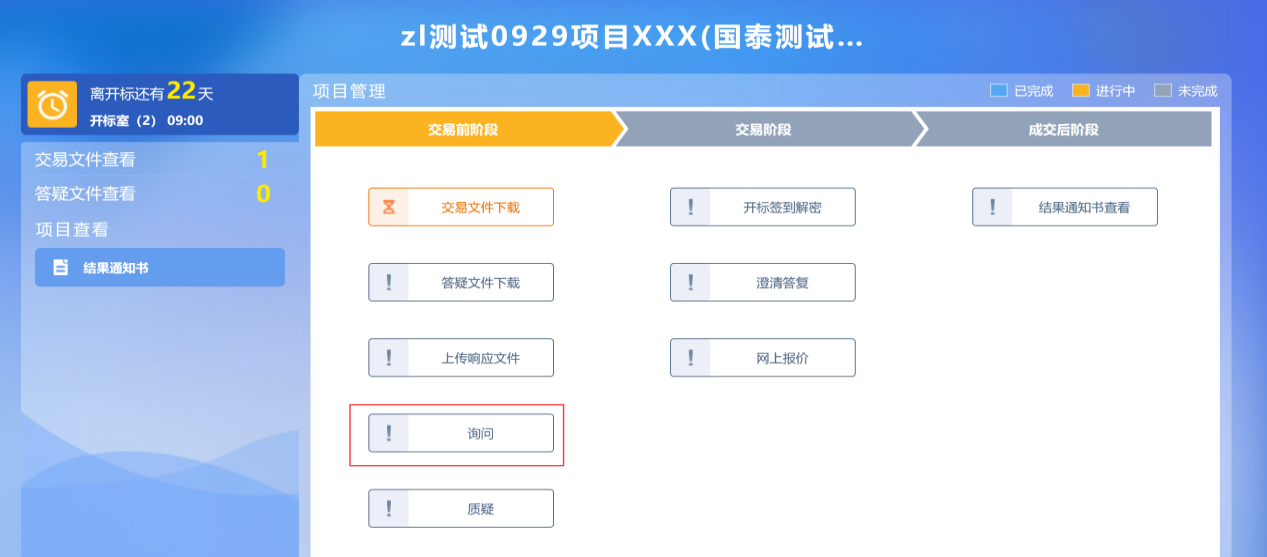 zl测试0929项目XXX(国泰测试...
离开标还有22天
开标室（2） 09:00
交易文件查看 1
答疑文件查看 0
项目查看
结果通知书
项目管理
已完成 进行中 未完成
交易前阶段 交易阶段 成交后阶段
交易文件下载 开标签到解密 结果通知书查看
答疑文件下载 澄清答复
上传响应文件 网上报价
询问
质疑